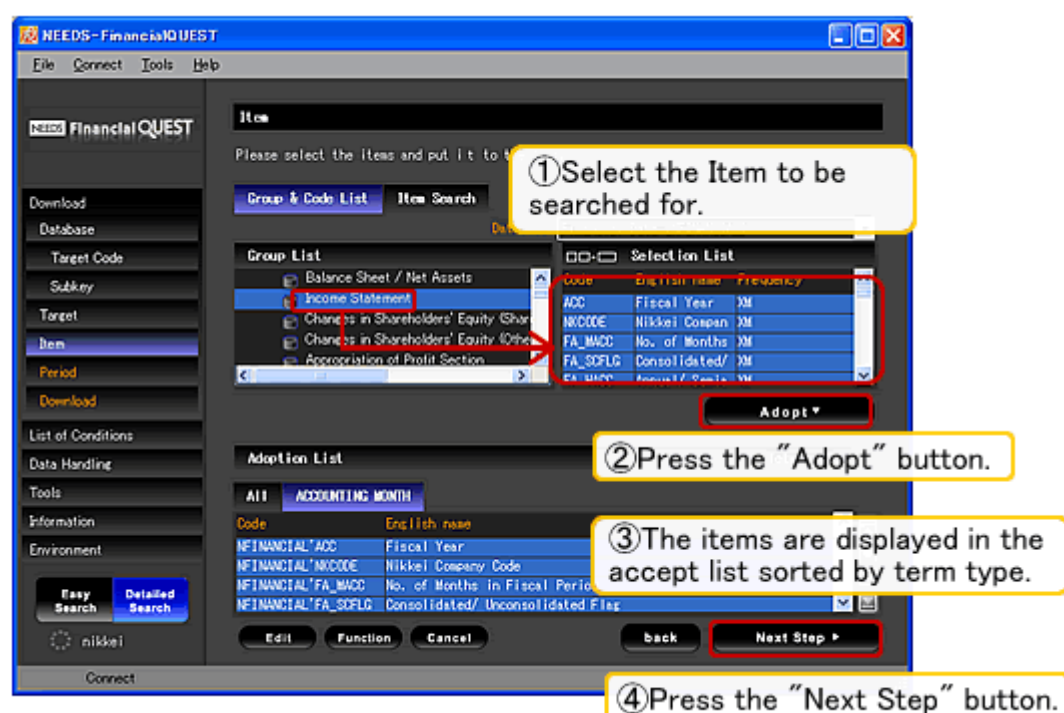 NEEDS-FinancialQUEST
File Connect Tools Help
NEEDS Financial QUEST
Item
Please select the items and put it to
①Select the Item to be
searched for.
Group & Code List Item Search
Download
Database
Target Code
Subkey
Target
Item
Period
Download
List of Conditions
Data Handling
Tools
Information
Environment
Easy Search
Detailed Search
nikkei
Group List
Balance Sheet / Net Assets
Income Statement
Changes in Shareholders' Equity (Shar
Changes in Shareholders' Equity (Othe
Appropriation of Profit Section
Selection List
Code English name Frequency
ACC Fiscal Year XM
NKCODE Nikkei Compan XM
FA_MACC No. of Months XM
FA_SCFLG Consolidated/ XM
Adopt ▼
②Press the "Adopt" button.
Adoption List
All ACCOUNTING MONTH
Code English name
NFINANCIAL'ACC Fiscal Year
NFINANCIAL'NKCODE Nikkei Company Code
NFINANCIAL'FA_MACC No. of Months in Fiscal Perio
NFINANCIAL'FA_SCFLG Consolidated/ Unconsolidated Flag
③The items are displayed in the
accept list sorted by term type.
Edit Function Cancel back Next Step ▶
Connect
④Press the "Next Step" button.